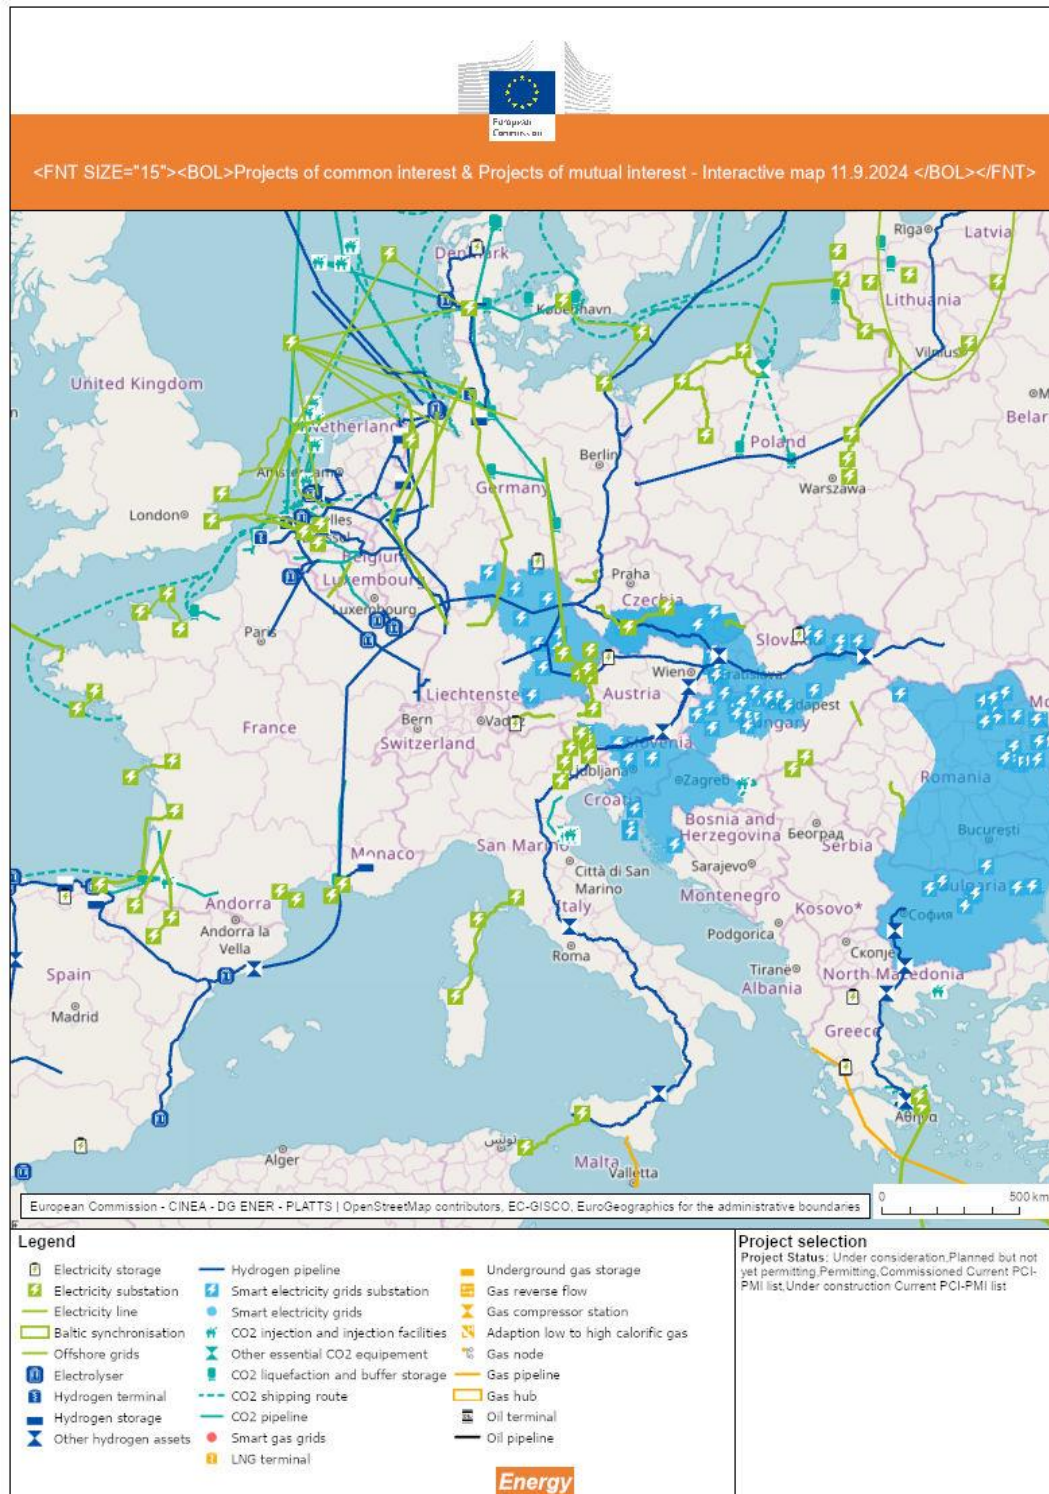 European
Commission
<FNT SIZE="15"><BOL>Projects of common interest & Projects of mutual interest - Interactive map 11.9.2024 </BOL></FNT>
Rīga
Latvia
Denmark
København
Lithuania
Vilnius
United Kingdom
Netherland
Belar
Poland
Berlin
Amsterdam
Germany
Warszawa
London
elles
Belgium
Luxembourg
Luxembourg
Praha
Czechia
Paris
Slovak
Wien
Bratislava
Liechtenste
Austria
Budapest
Bern
Vaduz
France
Switzerland
Slovenia
Ljubljana
Zagreb
Romania
Croati
Bosnia and
Herzegovina
Београд
Serbia
București
San Marino
Monaco
Sarajevo
Città di San
Marino
Montenegro
Bulgaria
Andorra
Italy
Kosovo*
София
Andorra la
Vella
Podgorica
Roma
Скопје
Spain
Tiranë
North Macedonia
Albania
Madrid
Greece
Αθήνα
تونس
Alger
Malta
Valletta
European Commission - CINEA - DG ENER - PLATTS | OpenStreetMap contributors, EC-GISCO, EuroGeographics for the administrative boundaries
0 500 km
Legend
Electricity storage
Electricity substation
Electricity line
Baltic synchronisation
Offshore grids
Electrolyser
Hydrogen terminal
Hydrogen storage
Other hydrogen assets
Hydrogen pipeline
Smart electricity grids substation
Smart electricity grids
CO2 injection and injection facilities
Other essential CO2 equipement
CO2 liquefaction and buffer storage
CO2 shipping route
CO2 pipeline
Smart gas grids
LNG terminal
Underground gas storage
Gas reverse flow
Gas compressor station
Adaption low to high calorific gas
Gas node
Gas pipeline
Gas hub
Oil terminal
Oil pipeline
Energy
Project selection
Project Status: Under consideration,Planned but not
yet permitting,Permitting,Commissioned Current PCI-
PMI list,Under construction Current PCI-PMI list